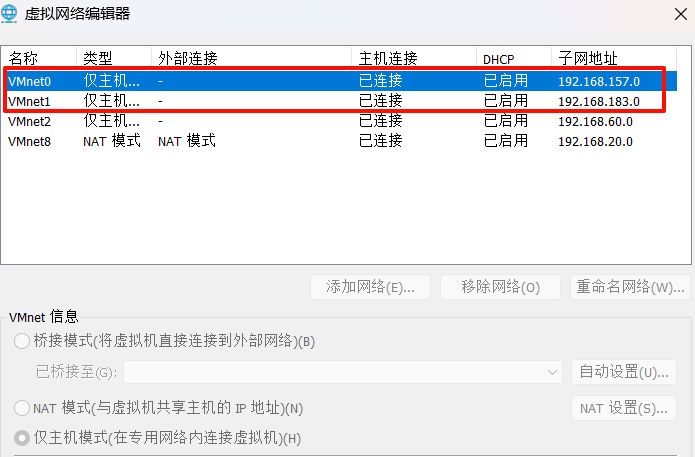 虚拟网络编辑器
名称 类型 外部连接 主机连接 DHCP 子网地址
VMnet0 仅主机... - 已连接 已启用 192.168.157.0
VMnet1 仅主机... - 已连接 已启用 192.168.183.0
VMnet2 仅主机... - 已连接 已启用 192.168.60.0
VMnet8 NAT 模式 NAT 模式 已连接 已启用 192.168.20.0
添加网络(E)... 移除网络(O) 重命名网络(W)...
VMnet 信息
桥接模式(将虚拟机直接连接到外部网络)(B)
已桥接至(G): 自动设置(U)...
NAT 模式(与虚拟机共享主机的 IP 地址)(N) NAT 设置(S)...
仅主机模式(在专用网络内连接虚拟机)(H)